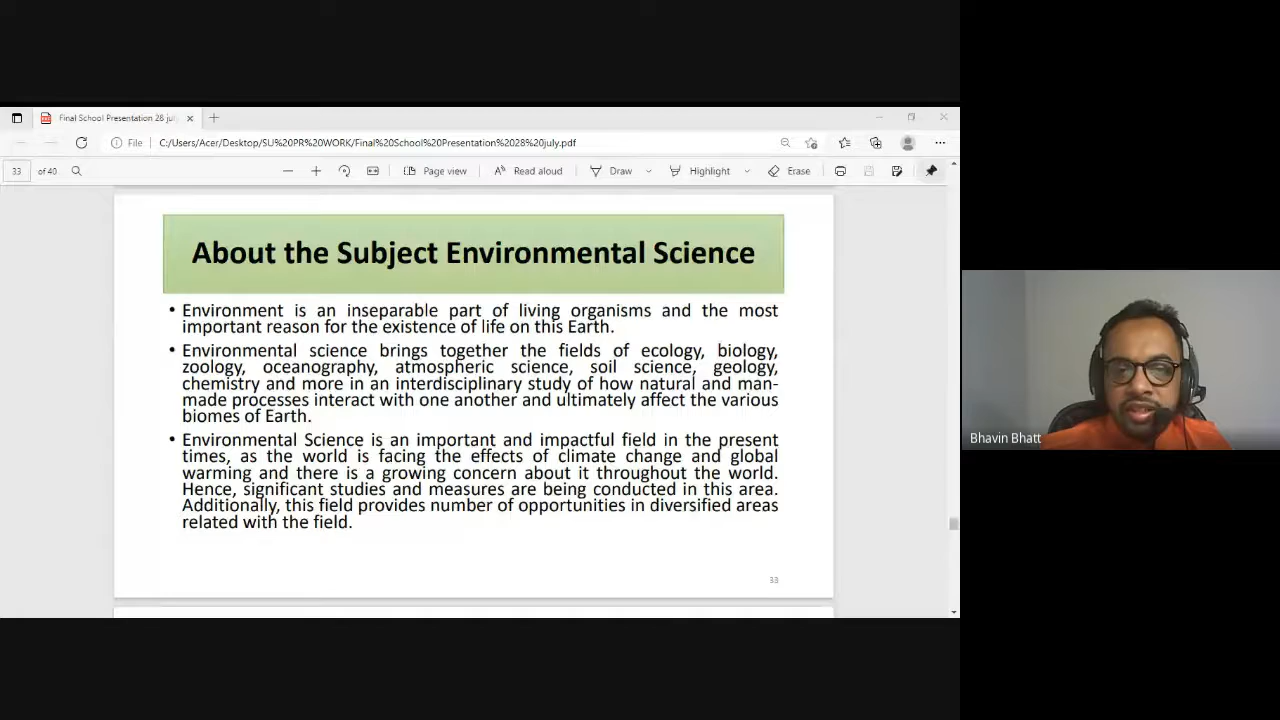 Final School Presentation 28 jul
File C:/Users/Acer/Desktop/SU%20PR%20WORK/Final%20School%20Presentation%2028%20july.pdf
33 of 40 Page view Read aloud Draw Highlight Erase
About the Subject Environmental Science
• Environment is an inseparable part of living organisms and the most
important reason for the existence of life on this Earth.
• Environmental science brings together the fields of ecology, biology,
zoology, oceanography, atmospheric science, soil science, geology,
chemistry and more in an interdisciplinary study of how natural and man-
made processes interact with one another and ultimately affect the various
biomes of Earth.
• Environmental Science is an important and impactful field in the present
times, as the world is facing the effects of climate change and global
warming and there is a growing concern about it throughout the world.
Hence, significant studies and measures are being conducted in this area.
Additionally, this field provides number of opportunities in diversified areas
related with the field.
33
Bhavin Bhatt